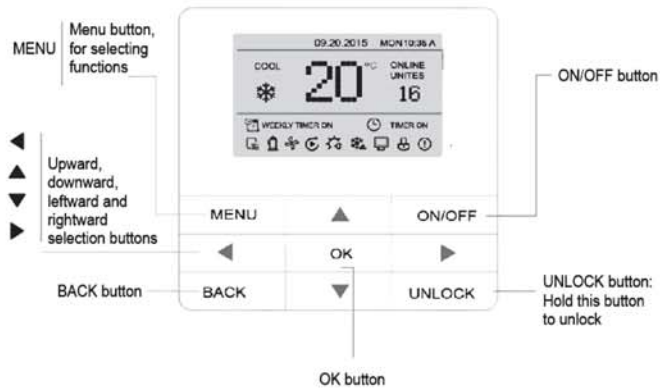 MENU
Menu button,
for selecting
functions
09.20.2015 MON10:36 A
COOL
20°C
ONLINE
UNITES
16
WEEKLY TIMER ON
TIMER ON
ON/OFF button
Upward,
downward,
leftward and
rightward
selection buttons
MENU
ON/OFF
OK
BACK
UNLOCK
BACK button
UNLOCK button:
Hold this button
to unlock
OK button